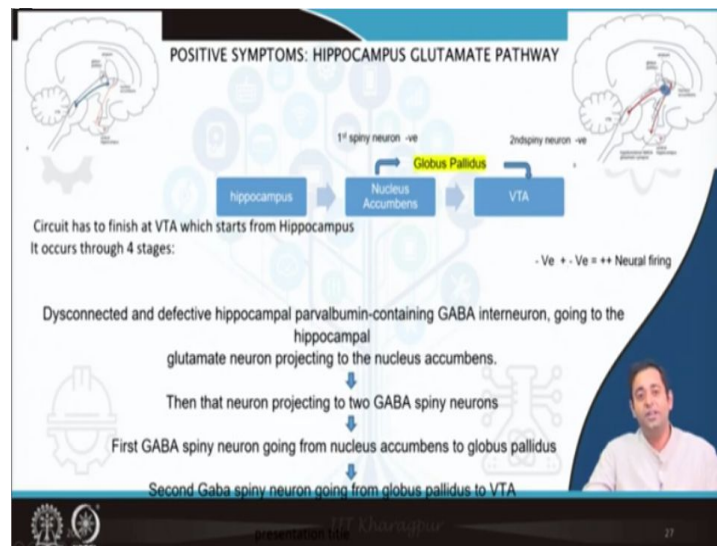 POSITIVE SYMPTOMS: HIPPOCAMPUS GLUTAMATE PATHWAY
1st spiny neuron -ve
2ndspiny neuron -ve
Globus Pallidus
hippocampus
Nucleus
Accumbens
VTA
Circuit has to finish at VTA which starts from Hippocampus
It occurs through 4 stages:
- Ve + - Ve = ++ Neural firing
Dysconnected and defective hippocampal parvalbumin-containing GABA interneuron, going to the
hippocampal
glutamate neuron projecting to the nucleus accumbens.
Then that neuron projecting to two GABA spiny neurons
First GABA spiny neuron going from nucleus accumbens to globus pallidus
Second Gaba spiny neuron going from globus pallidus to VTA
IIT Kharagpur
presentation title
27